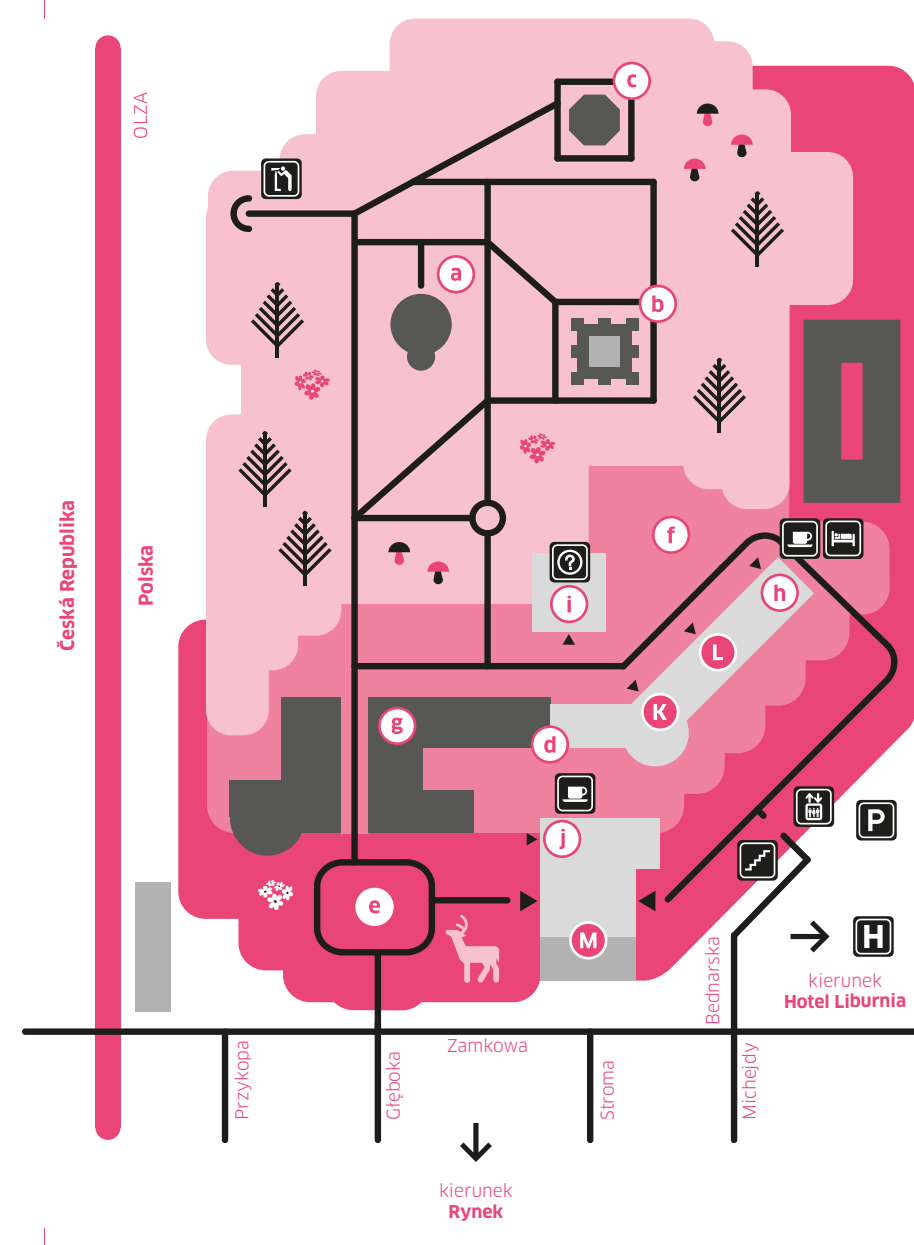 c
OLZA
a
b
f
Česká Republika
Polska
?
i
h
L
K
g
d
j
P
e
M
H
Bednarska
kierunek
Hotel Liburnia
Przykopa
Głęboka
Zamkowa
Stroma
Michejdy
kierunek
Rynek